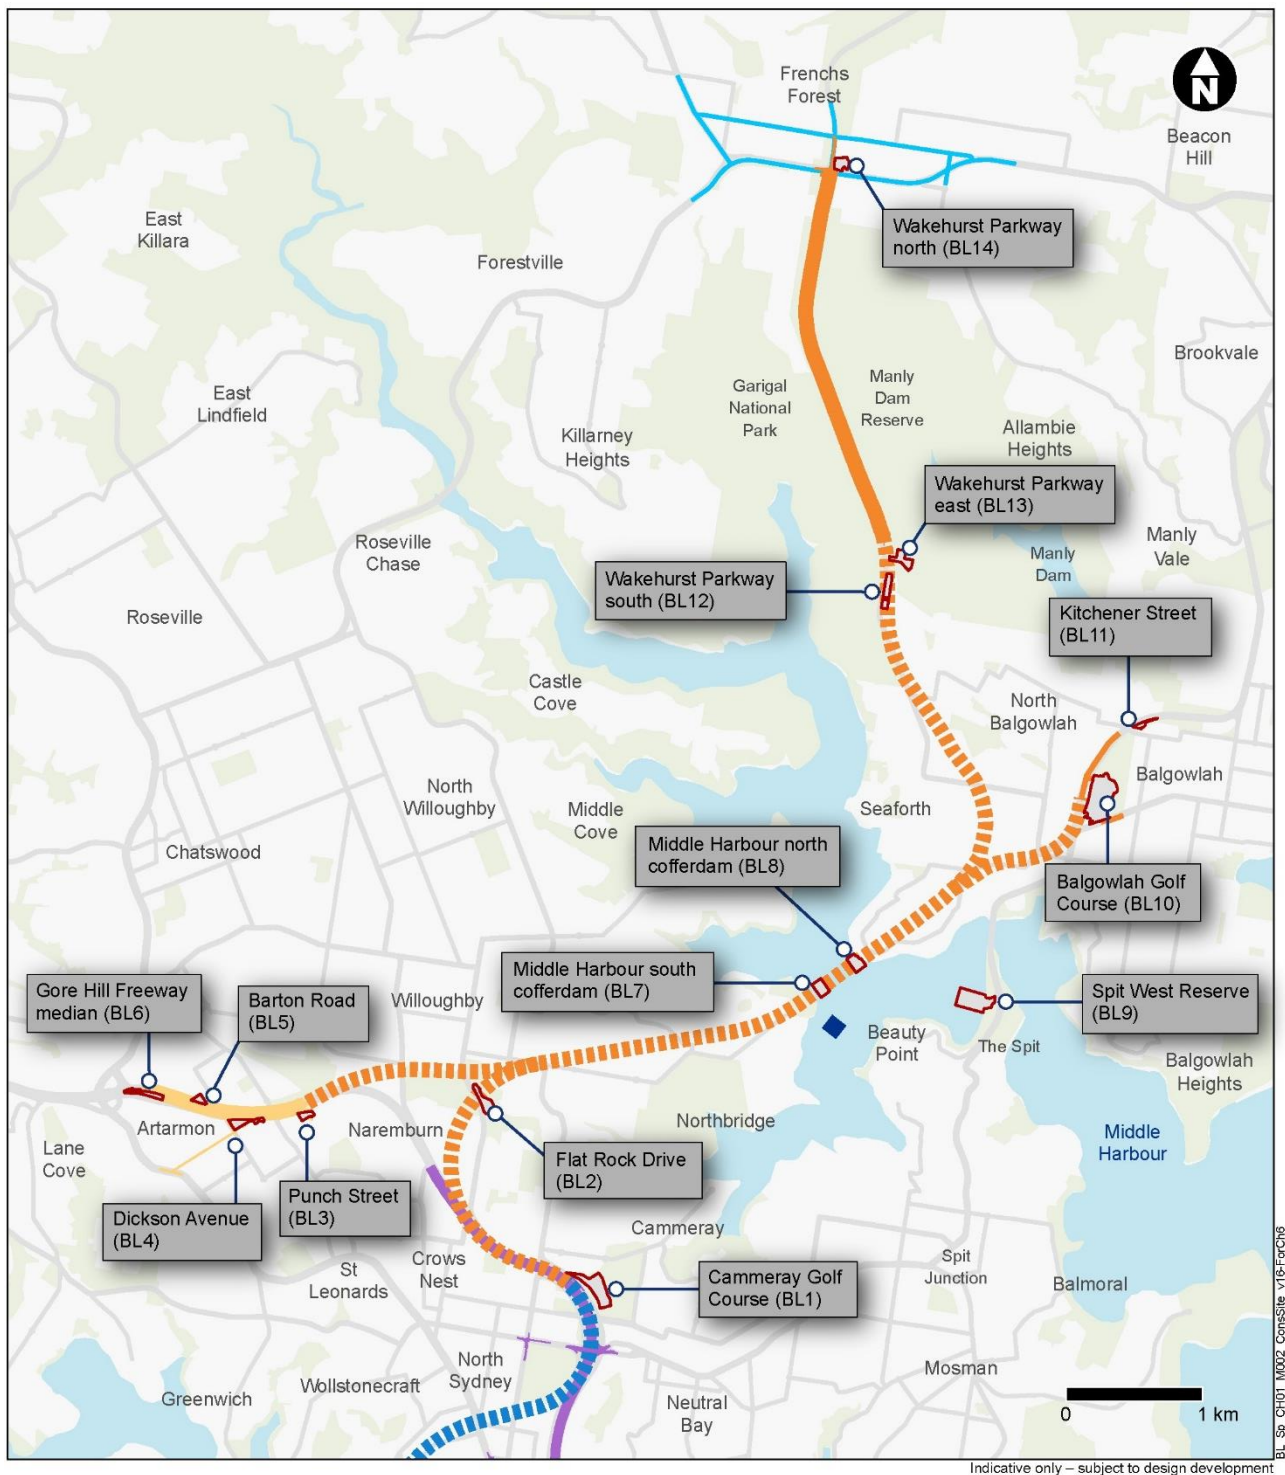 Frenchs
Forest
N
Beacon
Hill
East
Killara
Wakehurst Parkway
north (BL14)
Forestville
Brookvale
East
Lindfield
Garigal
National
Park
Manly
Dam
Reserve
Killarney
Heights
Allambie
Heights
Wakehurst Parkway
east (BL13)
Roseville
Chase
Manly
Vale
Manly
Dam
Wakehurst Parkway
south (BL12)
Roseville
Kitchener Street
(BL11)
Castle
Cove
North
Balgowlah
North
Willoughby
Balgowlah
Middle
Cove
Seaforth
Chatswood
Middle Harbour north
cofferdam (BL8)
Balgowlah Golf
Course (BL10)
Middle Harbour south
cofferdam (BL7)
Gore Hill Freeway
median (BL6)
Barton Road
(BL5)
Willoughby
Spit West Reserve
(BL9)
Beauty
Point
The Spit
Balgowlah
Heights
Artarmon
Naremburn
Northbridge
Lane
Cove
Middle
Harbour
Flat Rock Drive
(BL2)
Punch Street
(BL3)
Dickson Avenue
(BL4)
Cammeray
Crows
Nest
St
Leonards
Spit
Junction
Balmoral
Cammeray Golf
Course (BL1)
North
Sydney
Mosman
Greenwich
Wollstonecraft
Neutral
Bay
0 1 km
BL_Sp_CH01_M002_ConsSite_v16-ForCh6
Indicative only – subject to design development